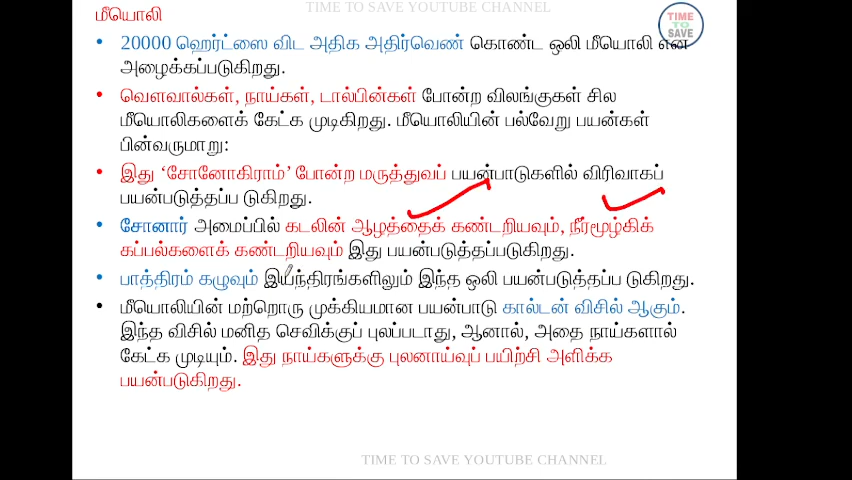 TIME TO SAVE YOUTUBE CHANNEL
மீயொலி
TIME TO SAVE
20000 ஹெர்ட்ஸை விட அதிக அதிர்வெண் கொண்ட ஒலி மீயொலி என
அழைக்கப்படுகிறது.
வௌவால்கள், நாய்கள், டால்பின்கள் போன்ற விலங்குகள் சில
மீயொலிகளைக் கேட்க முடிகிறது. மீயொலியின் பல்வேறு பயன்கள்
பின்வருமாறு:
இது ‘சோனோகிராம்’ போன்ற மருத்துவப் பயன்பாடுகளில் விரிவாகப்
பயன்படுத்தப்ப டுகிறது.
சோனார் அமைப்பில் கடலின் ஆழத்தைக் கண்டறியவும், நீர்மூழ்கிக்
கப்பல்களைக் கண்டறியவும் இது பயன்படுத்தப்படுகிறது.
பாத்திரம் கழுவும் இயந்திரங்களிலும் இந்த ஒலி பயன்படுத்தப்ப டுகிறது.
மீயொலியின் மற்றொரு முக்கியமான பயன்பாடு கால்டன் விசில் ஆகும்.
இந்த விசில் மனித செவிக்குப் புலப்படாது, ஆனால், அதை நாய்களால்
கேட்க முடியும். இது நாய்களுக்கு புலனாய்வுப் பயிற்சி அளிக்க
பயன்படுகிறது.
TIME TO SAVE YOUTUBE CHANNEL